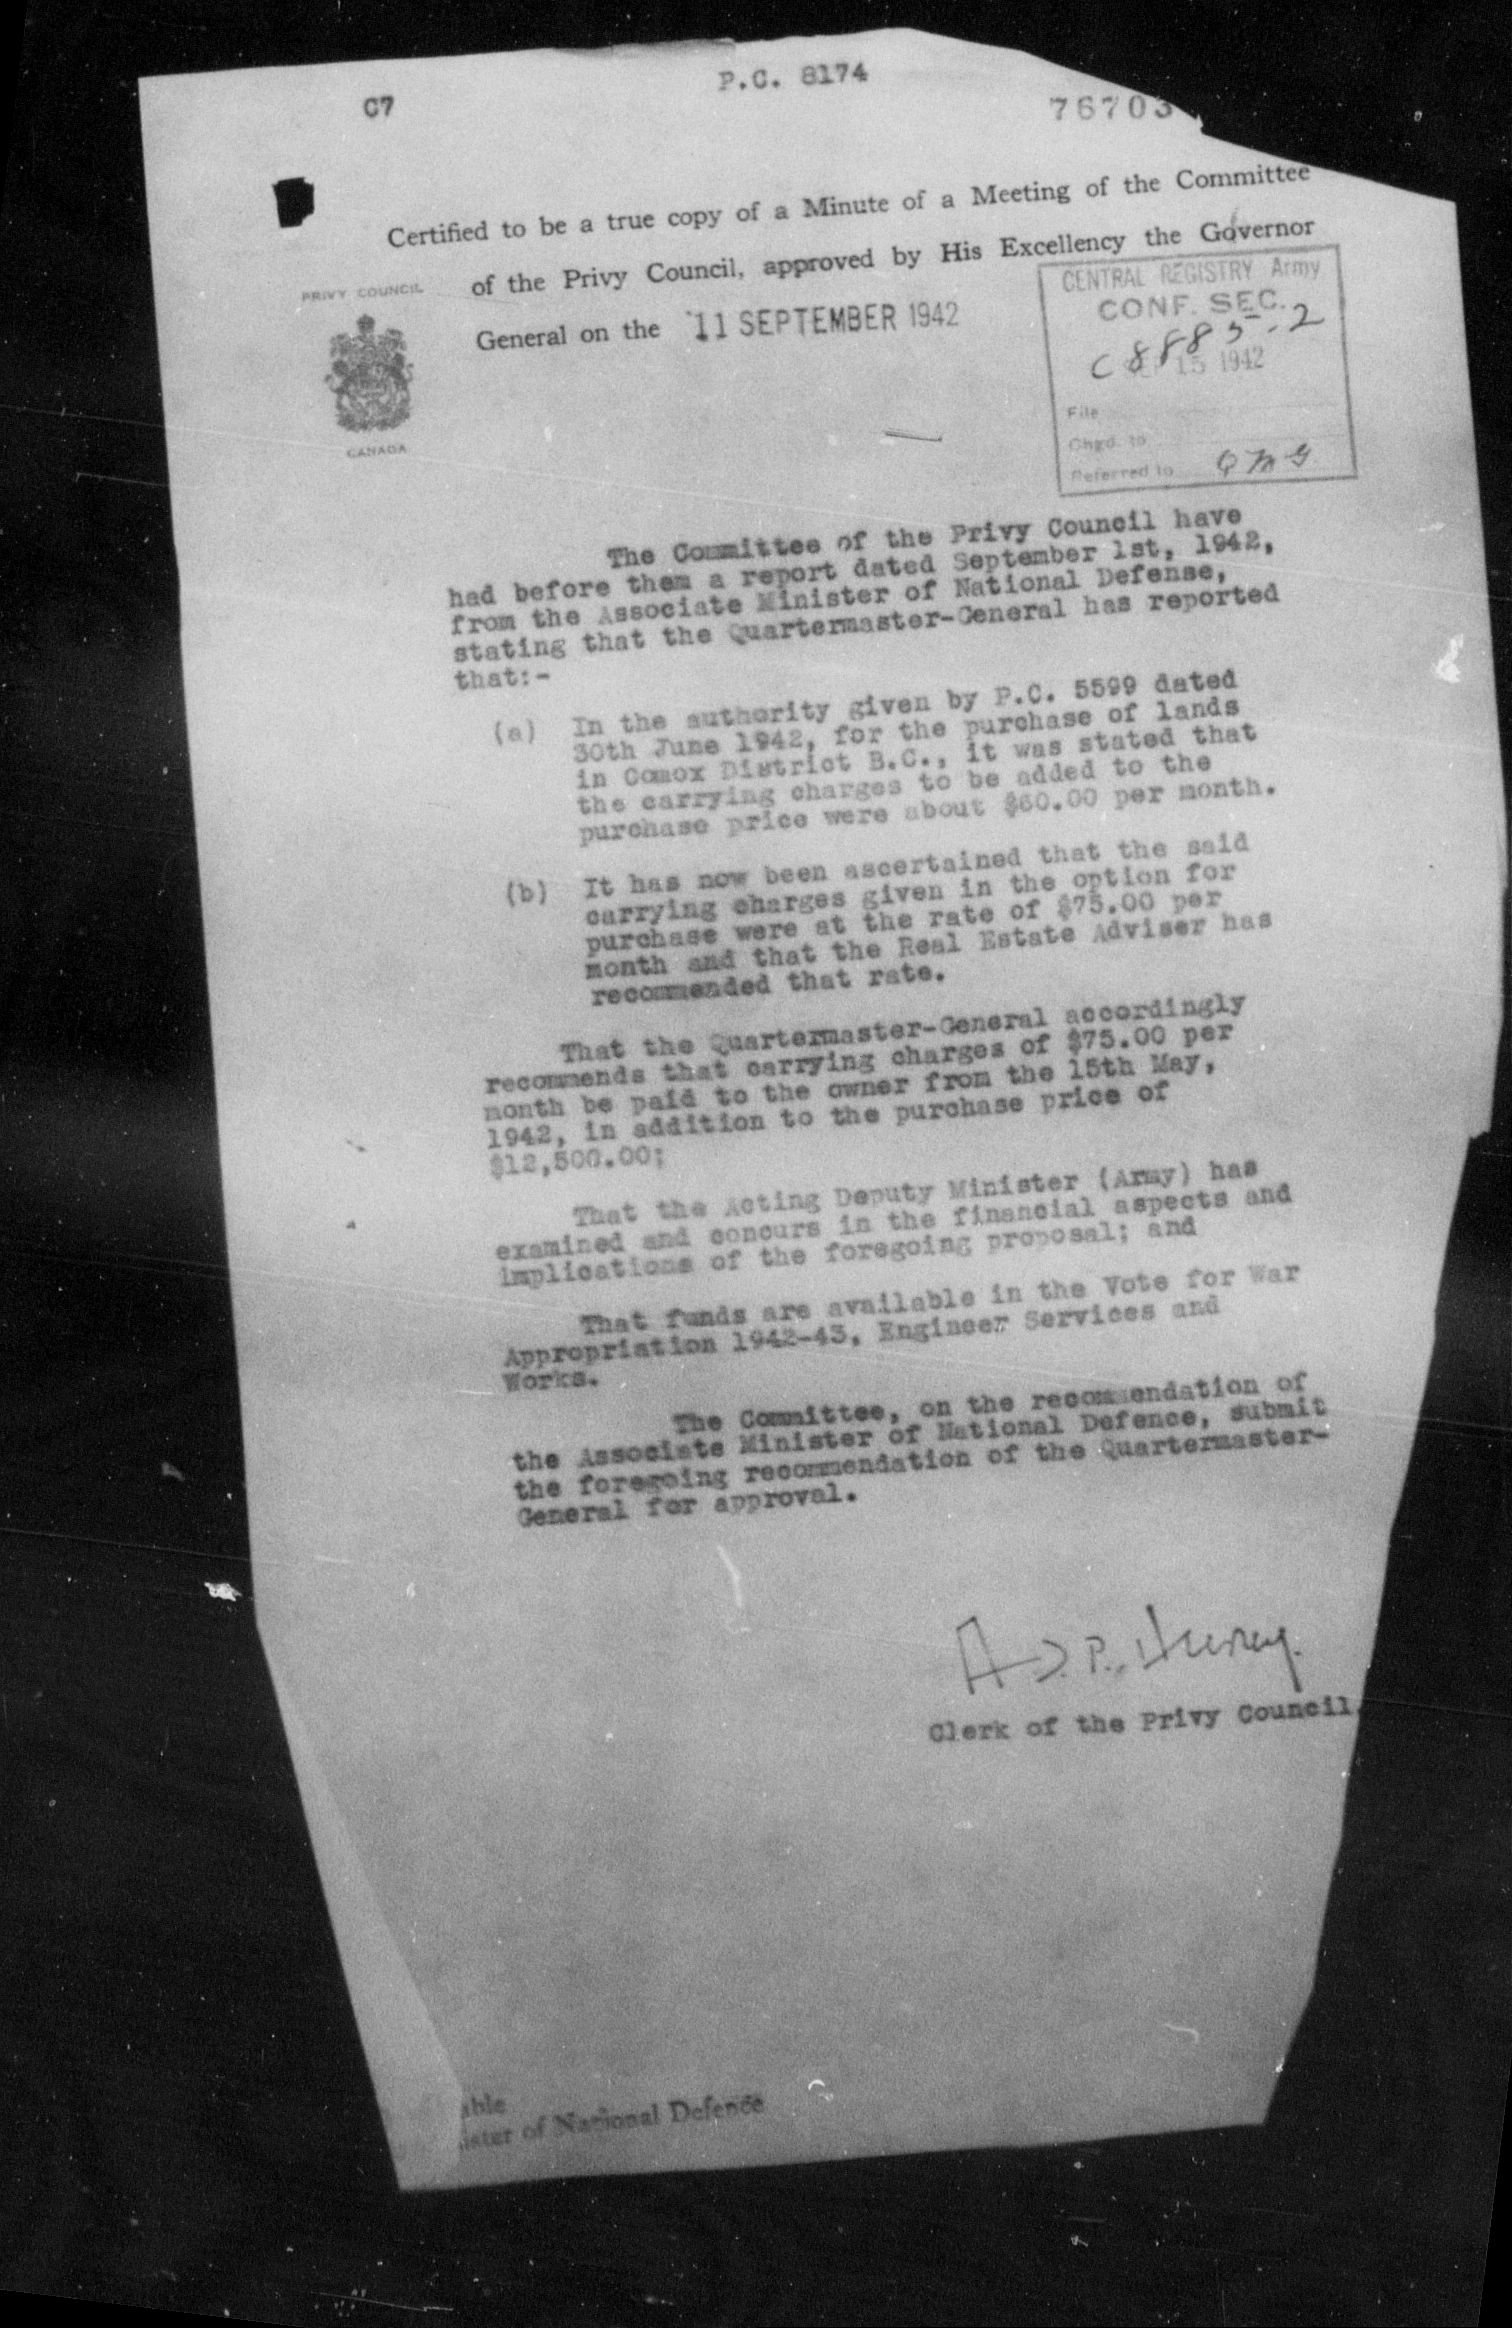 P.C. 8174
C7
76703
Certified to be a true copy of a Minute of a Meeting of the Committee
of the Privy Council, approved by His Excellency the Governor
General on the 11 SEPTEMBER 1942
PRIVY COUNCIL
CANADA
CENTRAL REGISTRY Army
CONF. SEC.
C 8885-2
15 1942
File
Chgd. to
Referred to QMG
The Committee of the Privy Council have
had before them a report dated September 1st, 1942,
from the Associate Minister of National Defense,
stating that the Quartermaster-General has reported
that:-
(a) In the authority given by P.C. 5599 dated
30th June 1942, for the purchase of lands
in Comox District B.C., it was stated that
the carrying charges to be added to the
purchase price were about $60.00 per month.
(b) It has now been ascertained that the said
carrying charges given in the option for
purchase were at the rate of $75.00 per
month and that the Real Estate Adviser has
recommended that rate.
That the Quartermaster-General accordingly
recommends that carrying charges of $75.00 per
month be paid to the owner from the 15th May,
1942, in addition to the purchase price of
$12,500.00;
That the Acting Deputy Minister (Army) has
examined and concurs in the financial aspects and
implications of the foregoing proposal; and
That funds are available in the Vote for War
Appropriation 1942-43, Engineer Services and
Works.
The Committee, on the recommendation of
the Associate Minister of National Defence, submit
the foregoing recommendation of the Quartermaster-
General for approval.
A.D.P. Heeney.
Clerk of the Privy Council.
able
ister of National Defence